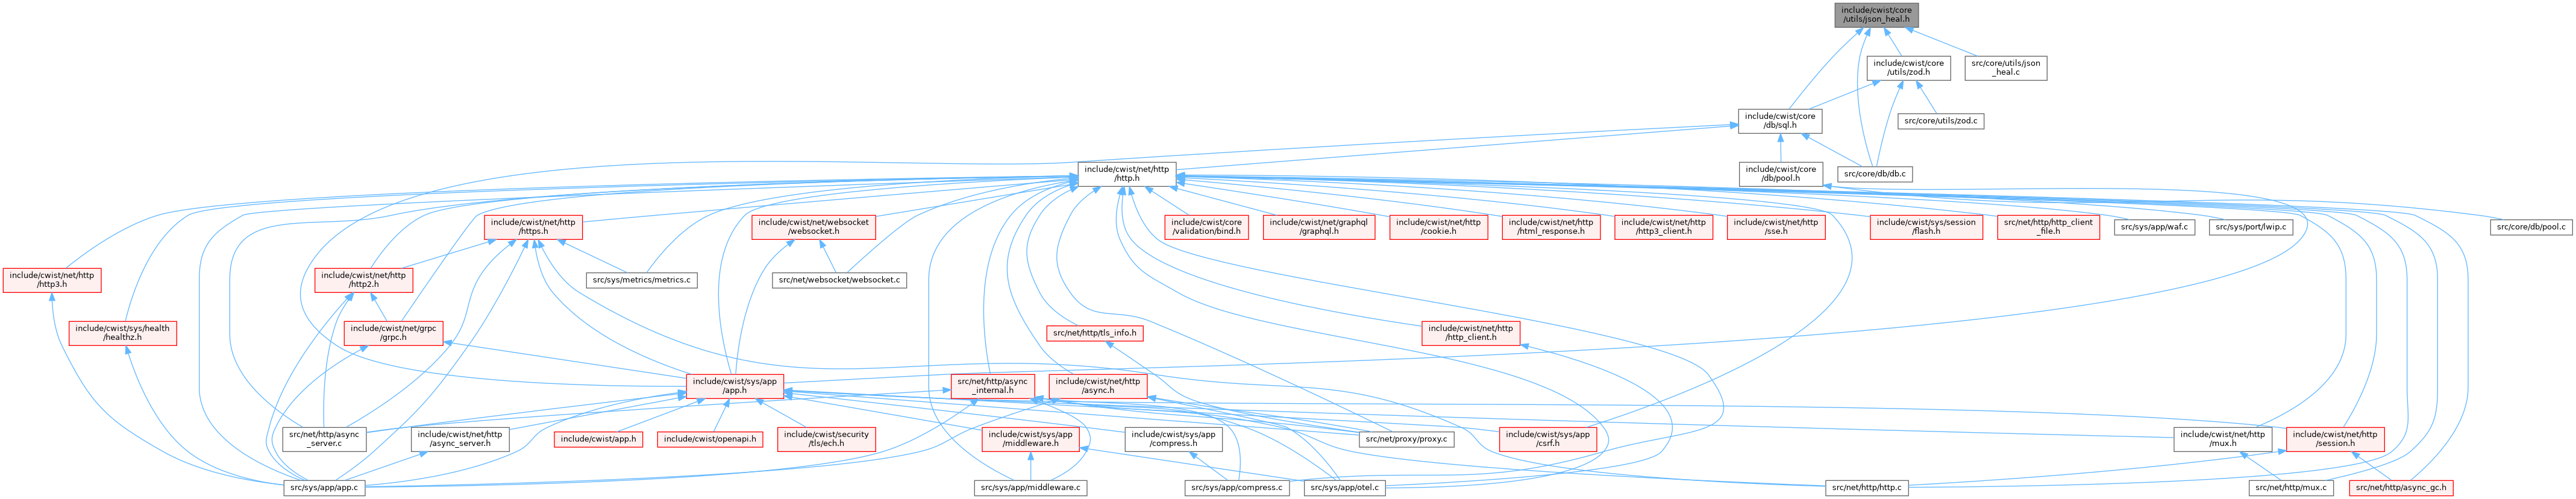 include/cwist/core
/utils/json_heal.h
include/cwist/core
/utils/zod.h
src/core/utils/json
_heal.c
include/cwist/core
/db/sql.h
src/core/utils/zod.c
include/cwist/net/http
/http.h
include/cwist/core
/db/pool.h
src/core/db/db.c
include/cwist/net/http
/https.h
include/cwist/net/websocket
/websocket.h
include/cwist/core
/validation/bind.h
include/cwist/net/graphql
/graphql.h
include/cwist/net/http
/cookie.h
include/cwist/net/http
/html_response.h
include/cwist/net/http
/http3_client.h
include/cwist/net/http
/sse.h
include/cwist/sys/session
/flash.h
src/net/http/http_client
_file.h
src/sys/app/waf.c
src/sys/port/lwip.c
src/core/db/pool.c
include/cwist/net/http
/http3.h
include/cwist/net/http
/http2.h
src/sys/metrics/metrics.c
src/net/websocket/websocket.c
include/cwist/sys/health
/healthz.h
include/cwist/net/grpc
/grpc.h
src/net/http/tls_info.h
include/cwist/net/http
/http_client.h
include/cwist/sys/app
/app.h
src/net/http/async
_internal.h
include/cwist/net/http
/async.h
src/net/http/async
_server.c
include/cwist/net/http
/async_server.h
include/cwist/app.h
include/cwist/openapi.h
include/cwist/security
/tls/ech.h
include/cwist/sys/app
/middleware.h
include/cwist/sys/app
/compress.h
src/net/proxy/proxy.c
include/cwist/sys/app
/csrf.h
include/cwist/net/http
/mux.h
include/cwist/net/http
/session.h
src/sys/app/app.c
src/sys/app/middleware.c
src/sys/app/compress.c
src/sys/app/otel.c
src/net/http/http.c
src/net/http/mux.c
src/net/http/async_gc.h